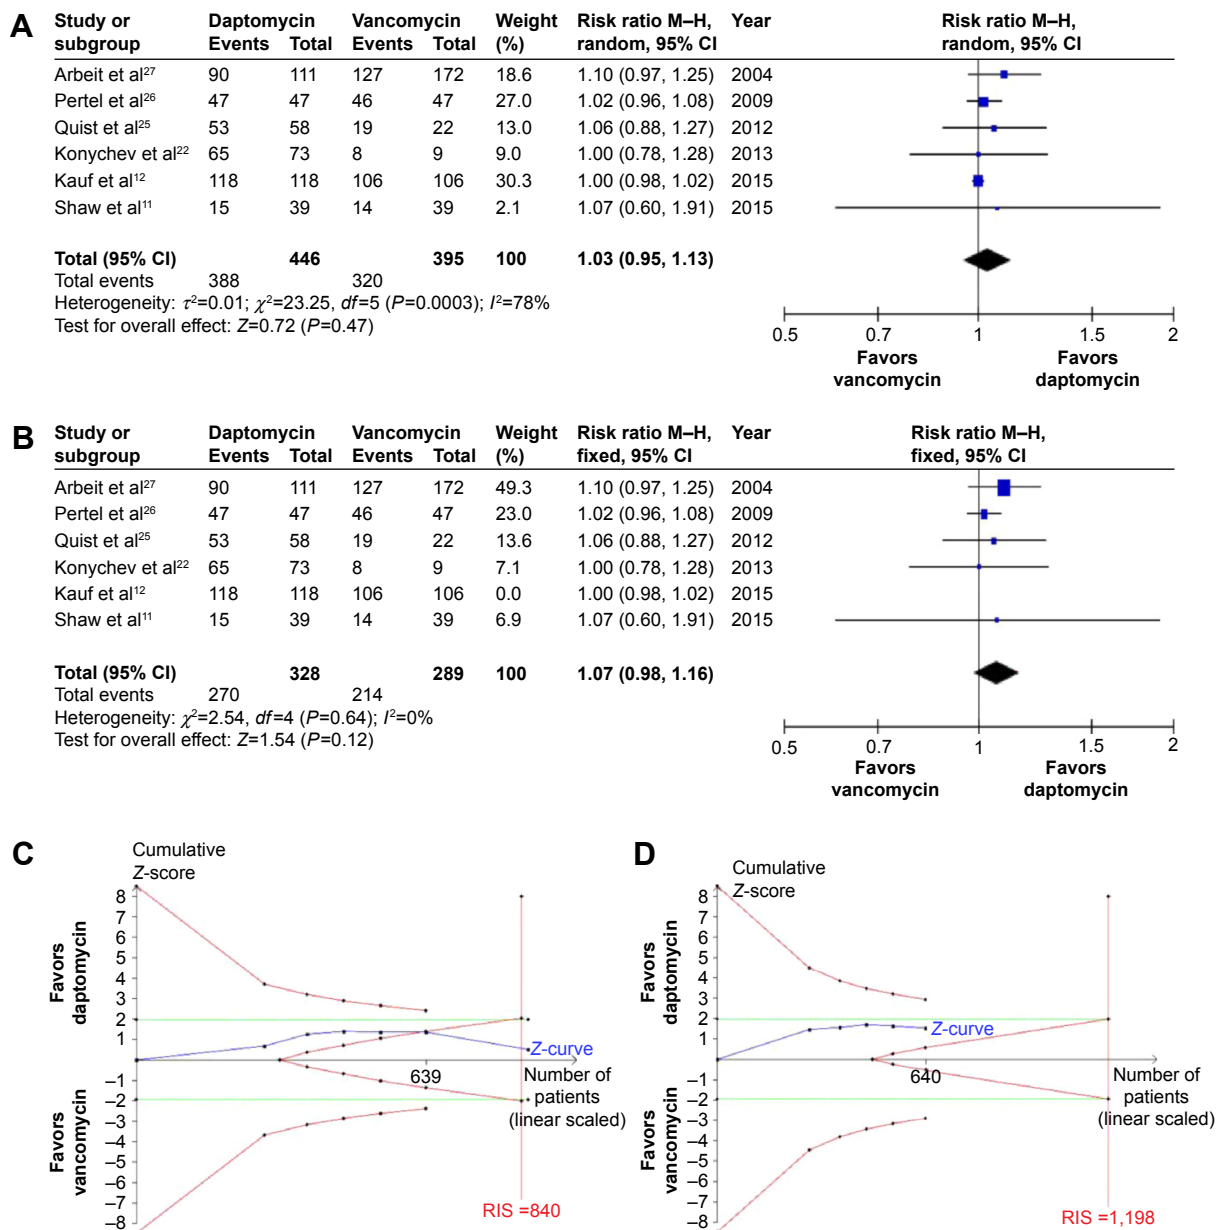 A
Study or subgroup Daptomycin Events Total Vancomycin Events Total Weight (%) Risk ratio M–H, random, 95% CI Year Risk ratio M–H, random, 95% CI
Arbeit et al27 90 111 127 172 18.6 1.10 (0.97, 1.25) 2004
Pertel et al26 47 47 46 47 27.0 1.02 (0.96, 1.08) 2009
Quist et al25 53 58 19 22 13.0 1.06 (0.88, 1.27) 2012
Konychev et al22 65 73 8 9 9.0 1.00 (0.78, 1.28) 2013
Kauf et al12 118 118 106 106 30.3 1.00 (0.98, 1.02) 2015
Shaw et al11 15 39 14 39 2.1 1.07 (0.60, 1.91) 2015
Total (95% CI) 446 395 100 1.03 (0.95, 1.13)
Total events 388 320
Heterogeneity: τ²=0.01; χ²=23.25, df=5 (P=0.0003); I²=78%
Test for overall effect: Z=0.72 (P=0.47)
0.5 0.7 1 1.5 2
Favors vancomycin Favors daptomycin
B
Study or subgroup Daptomycin Events Total Vancomycin Events Total Weight (%) Risk ratio M–H, fixed, 95% CI Year Risk ratio M–H, fixed, 95% CI
Arbeit et al27 90 111 127 172 49.3 1.10 (0.97, 1.25) 2004
Pertel et al26 47 47 46 47 23.0 1.02 (0.96, 1.08) 2009
Quist et al25 53 58 19 22 13.6 1.06 (0.88, 1.27) 2012
Konychev et al22 65 73 8 9 7.1 1.00 (0.78, 1.28) 2013
Kauf et al12 118 118 106 106 0.0 1.00 (0.98, 1.02) 2015
Shaw et al11 15 39 14 39 6.9 1.07 (0.60, 1.91) 2015
Total (95% CI) 328 289 100 1.07 (0.98, 1.16)
Total events 270 214
Heterogeneity: χ²=2.54, df=4 (P=0.64); I²=0%
Test for overall effect: Z=1.54 (P=0.12)
0.5 0.7 1 1.5 2
Favors vancomycin Favors daptomycin
C
Cumulative
Z-score
Favors daptomycin
Favors vancomycin
8
7
6
5
4
3
2
1
–1
–2
–3
–4
–5
–6
–7
–8
Z-curve
639
Number of
patients
(linear scaled)
RIS =840
D
Cumulative
Z-score
Favors daptomycin
Favors vancomycin
8
7
6
5
4
3
2
1
–1
–2
–3
–4
–5
–6
–7
–8
Z-curve
640
Number of
patients
(linear scaled)
RIS =1,198